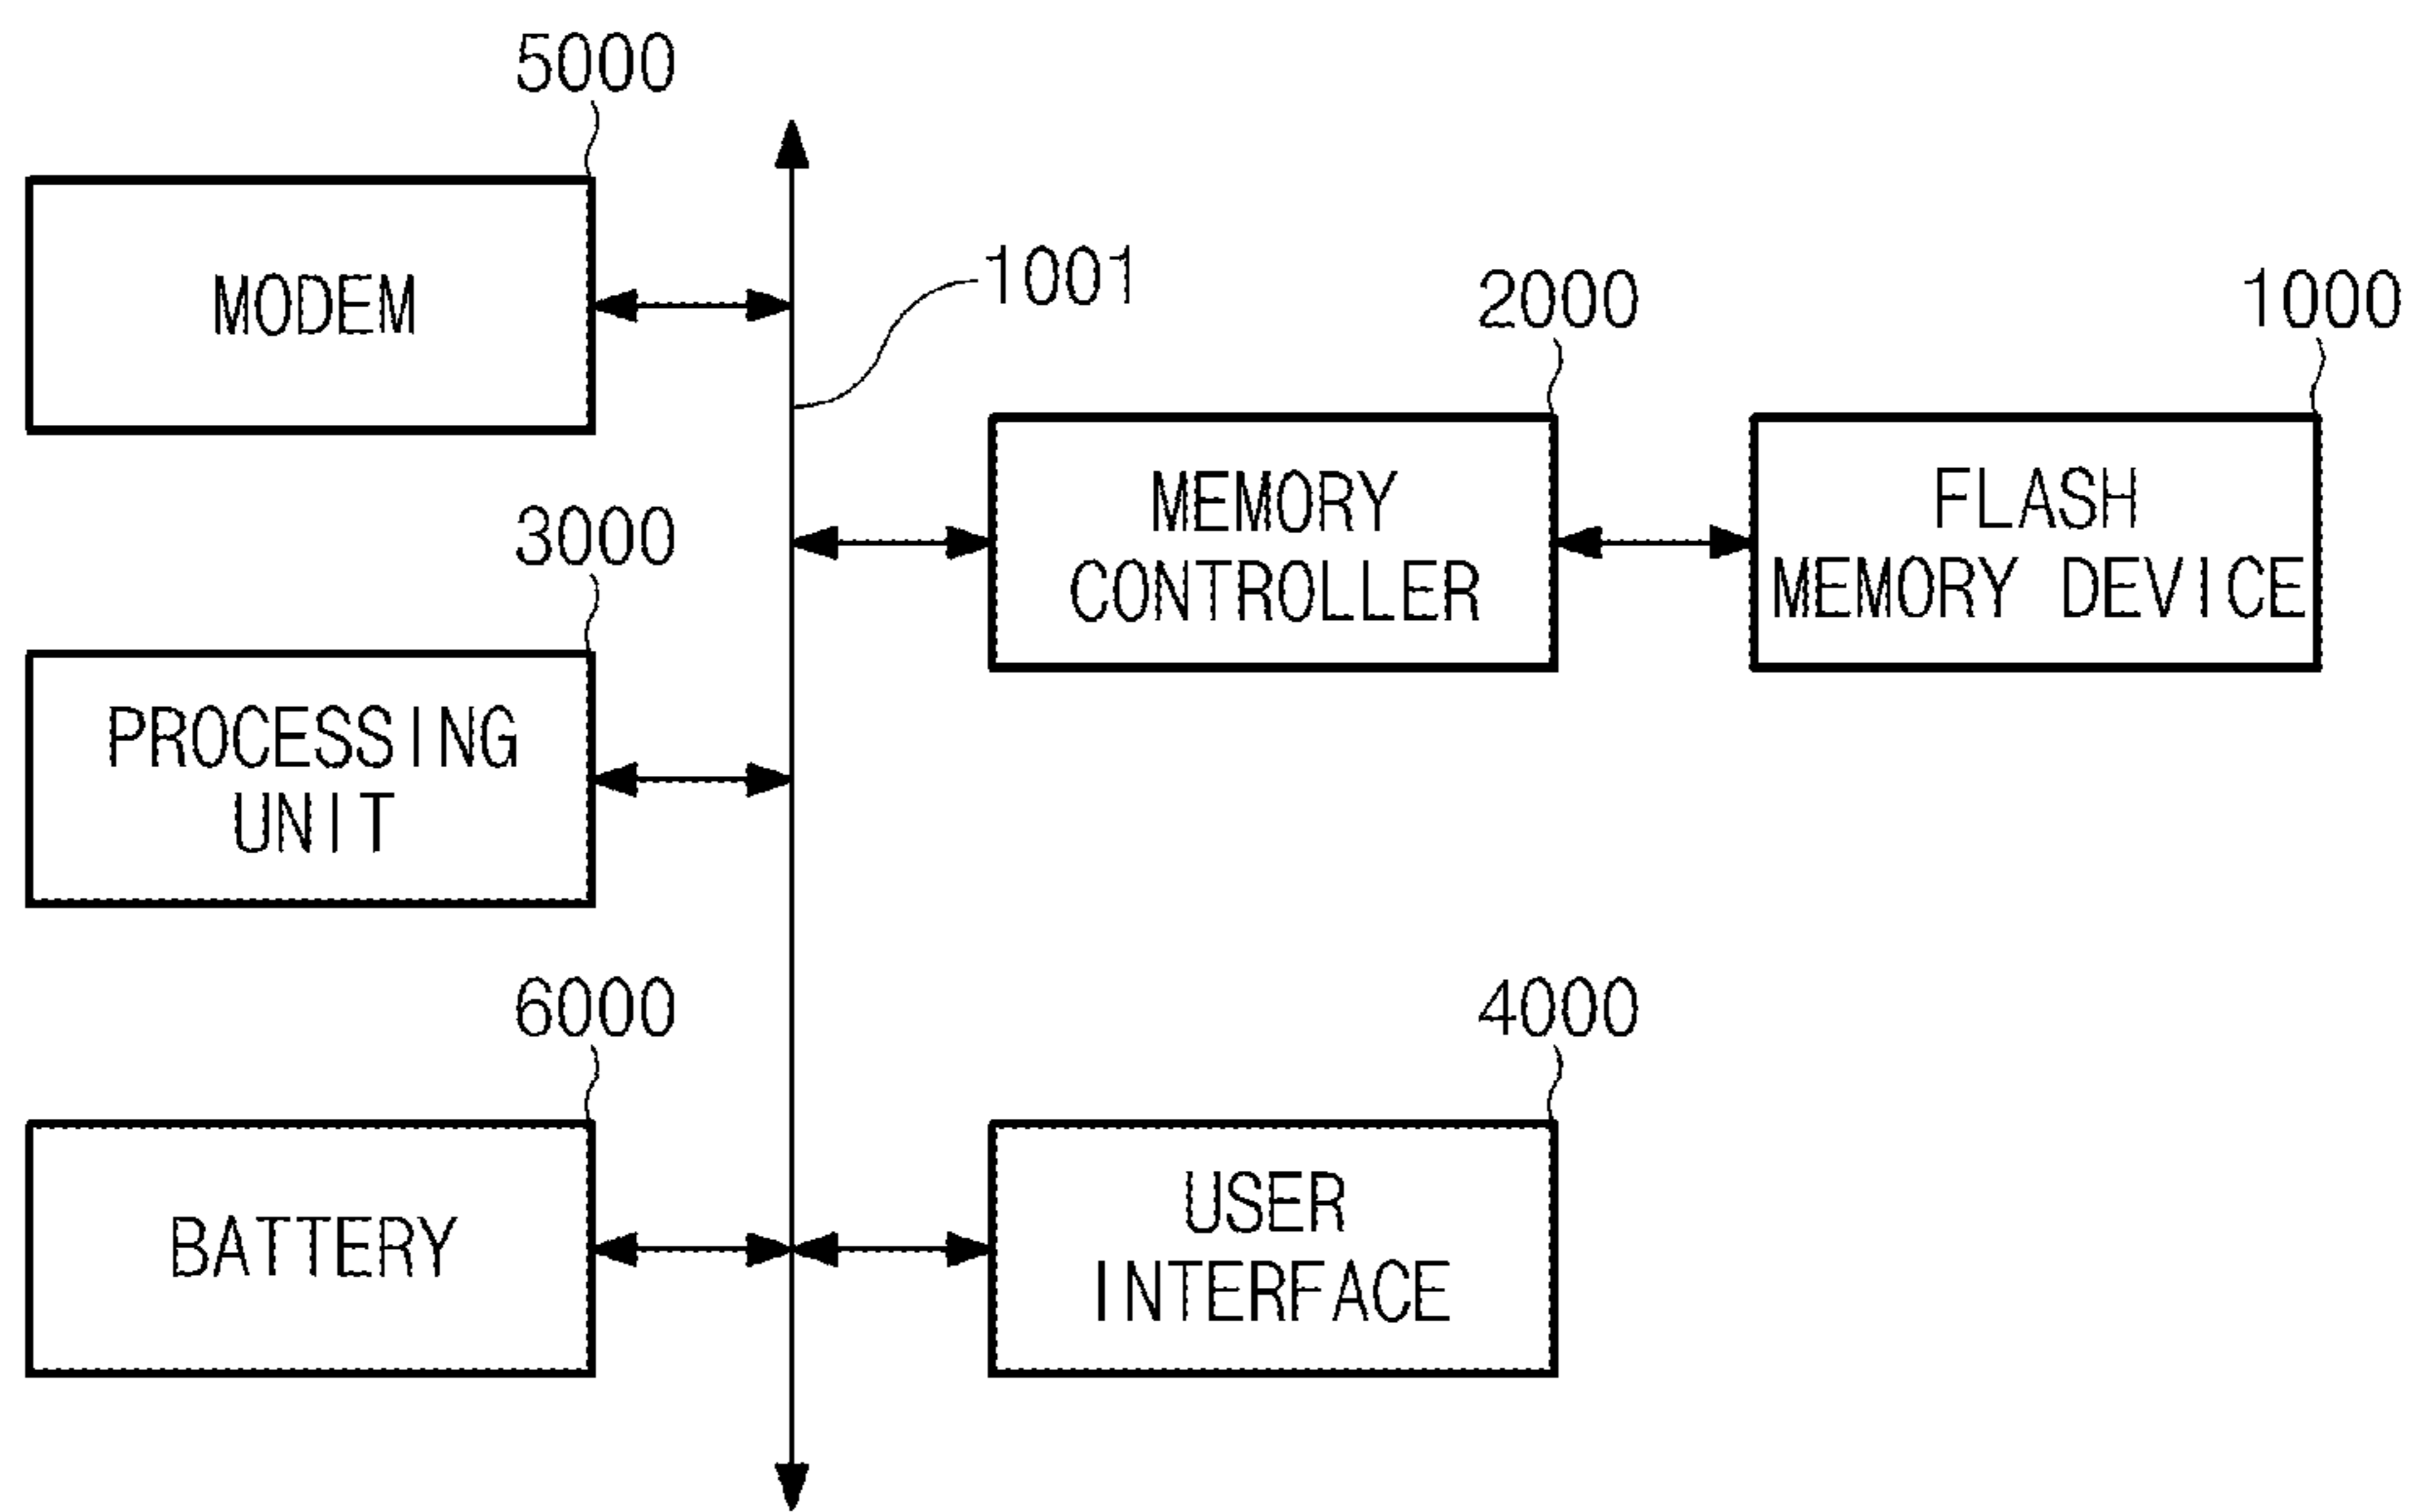 5000
MODEM
1001
2000
1000
MEMORY
CONTROLLER
FLASH
MEMORY DEVICE
3000
PROCESSING
UNIT
6000
BATTERY
4000
USER
INTERFACE